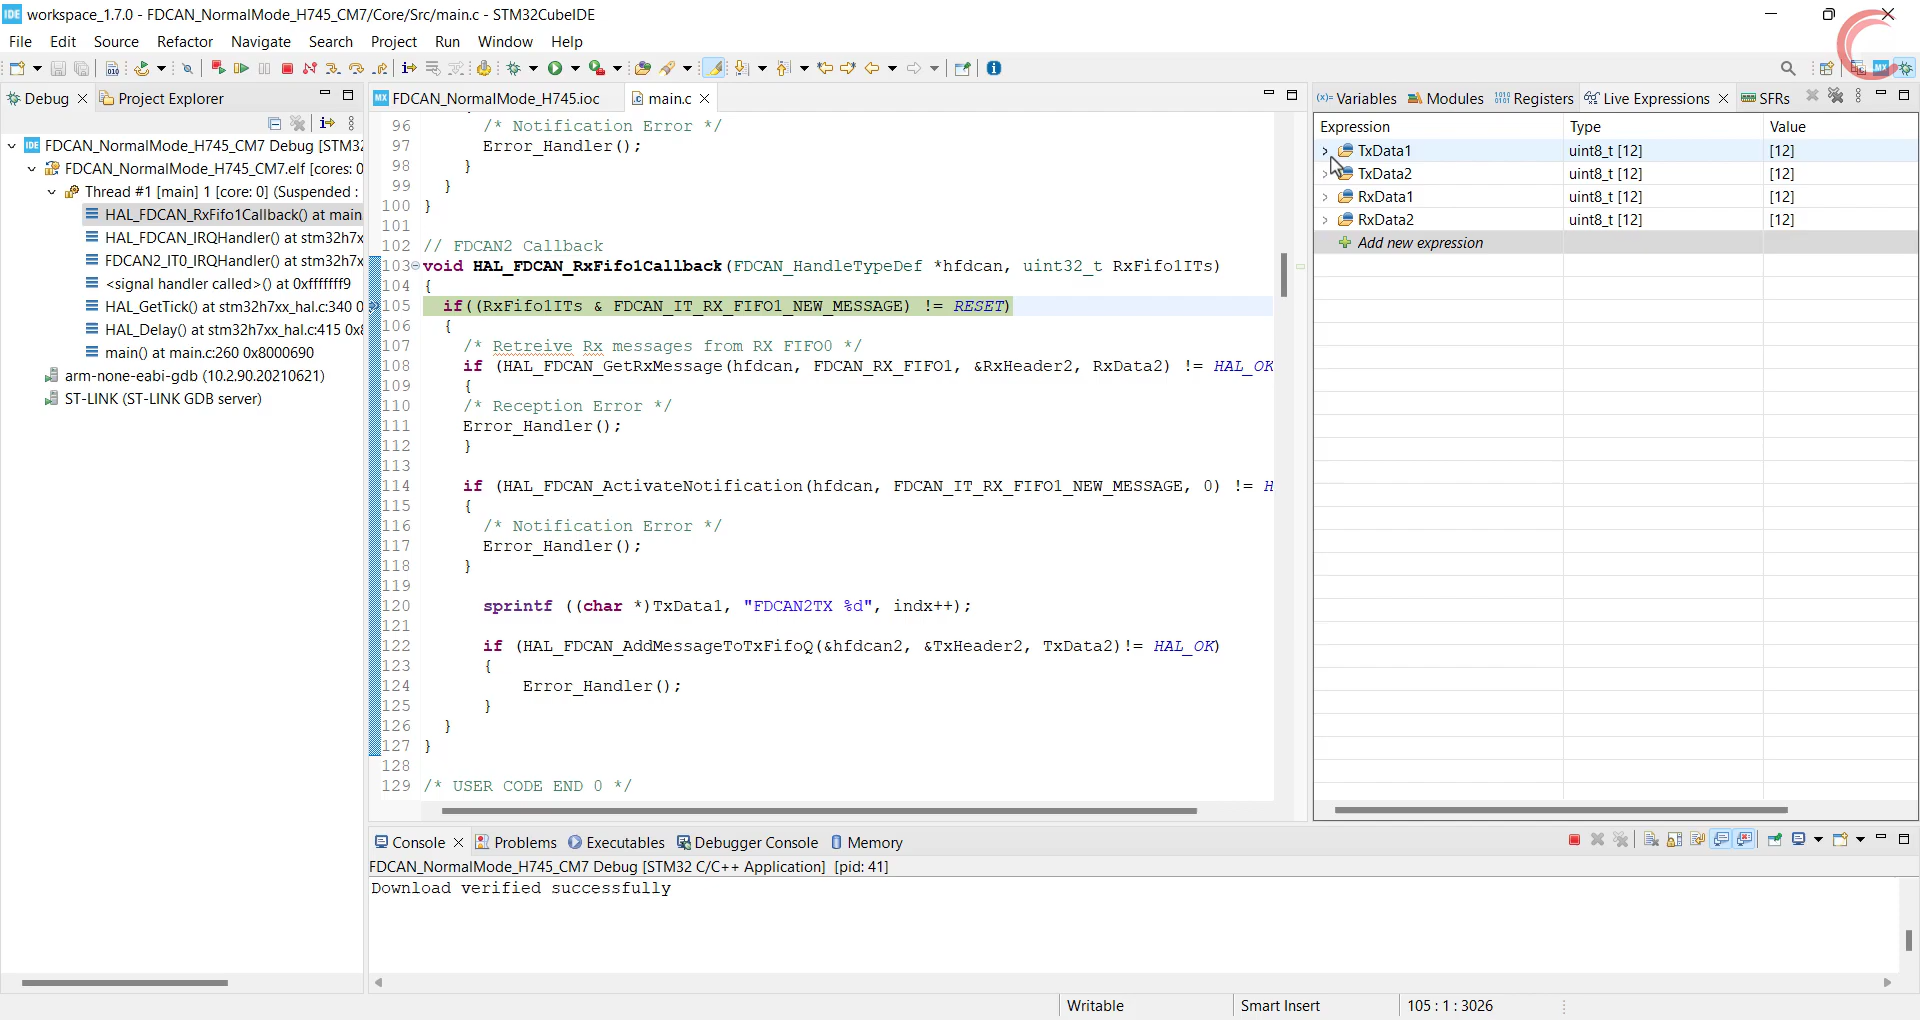 IDE workspace_1.7.0 - FDCAN_NormalMode_H745_CM7/Core/Src/main.c - STM32CubeIDE
File Edit Source Refactor Navigate Search Project Run Window Help
Debug Project Explorer
IDE FDCAN_NormalMode_H745_CM7 Debug [STM32
FDCAN_NormalMode_H745_CM7.elf [cores: 0
Thread #1 [main] 1 [core: 0] (Suspended :
HAL_FDCAN_RxFifo1Callback() at main
HAL_FDCAN_IRQHandler() at stm32h7x
FDCAN2_IT0_IRQHandler() at stm32h7x
<signal handler called>() at 0xfffffff9
HAL_GetTick() at stm32h7xx_hal.c:340 0
HAL_Delay() at stm32h7xx_hal.c:415 0x8
main() at main.c:260 0x8000690
arm-none-eabi-gdb (10.2.90.20210621)
ST-LINK (ST-LINK GDB server)
MX FDCAN_NormalMode_H745.ioc main.c
96 /* Notification Error */
97 Error_Handler();
98 }
99 }
100 }
101
102 // FDCAN2 Callback
103 void HAL_FDCAN_RxFifo1Callback(FDCAN_HandleTypeDef *hfdcan, uint32_t RxFifo1ITs)
104 {
105 if((RxFifo1ITs & FDCAN_IT_RX_FIFO1_NEW_MESSAGE) != RESET)
106 {
107 /* Retreive Rx messages from RX FIFO0 */
108 if (HAL_FDCAN_GetRxMessage(hfdcan, FDCAN_RX_FIFO1, &RxHeader2, RxData2) != HAL_OK
109 {
110 /* Reception Error */
111 Error_Handler();
112 }
113
114 if (HAL_FDCAN_ActivateNotification(hfdcan, FDCAN_IT_RX_FIFO1_NEW_MESSAGE, 0) != H
115 {
116 /* Notification Error */
117 Error_Handler();
118 }
119
120 sprintf ((char *)TxData1, "FDCAN2TX %d", indx++);
121
122 if (HAL_FDCAN_AddMessageToTxFifoQ(&hfdcan2, &TxHeader2, TxData2)!= HAL_OK)
123 {
124 Error_Handler();
125 }
126 }
127 }
128
129 /* USER CODE END 0 */
(x)= Variables Modules 1010 0101 Registers Live Expressions SFRs
Expression Type Value
TxData1 uint8_t [12] [12]
TxData2 uint8_t [12] [12]
RxData1 uint8_t [12] [12]
RxData2 uint8_t [12] [12]
Add new expression
Console Problems Executables Debugger Console Memory
FDCAN_NormalMode_H745_CM7 Debug [STM32 C/C++ Application] [pid: 41]
Download verified successfully
Writable Smart Insert 105 : 1 : 3026